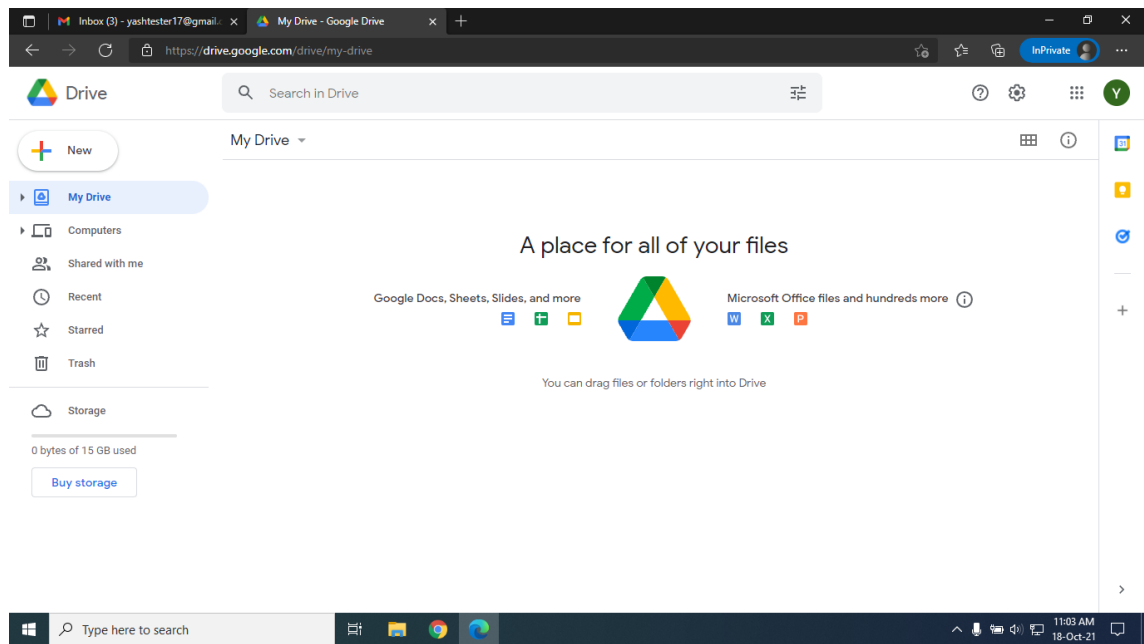 Inbox (3) - yashtester17@gmail.c
My Drive - Google Drive
https://drive.google.com/drive/my-drive
InPrivate
Drive
Search in Drive
Y
New
My Drive
31
My Drive
Computers
Shared with me
Recent
Starred
Trash
Storage
0 bytes of 15 GB used
Buy storage
A place for all of your files
Google Docs, Sheets, Slides, and more
Microsoft Office files and hundreds more
W X P
You can drag files or folders right into Drive
Type here to search
11:03 AM
18-Oct-21